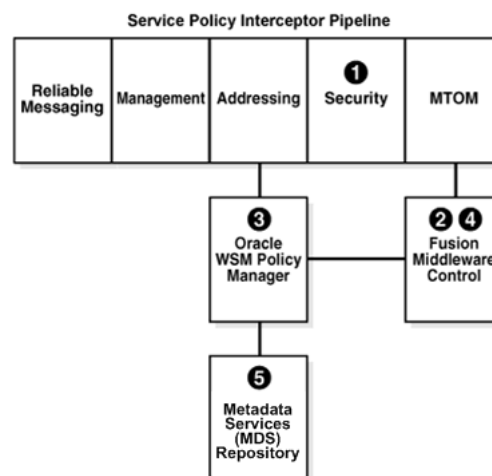 Service Policy Interceptor Pipeline
Reliable
Messaging
Management
Addressing
1
Security
MTOM
3
Oracle
WSM Policy
Manager
2 4
Fusion
Middleware
Control
5
Metadata
Services
(MDS)
Repository